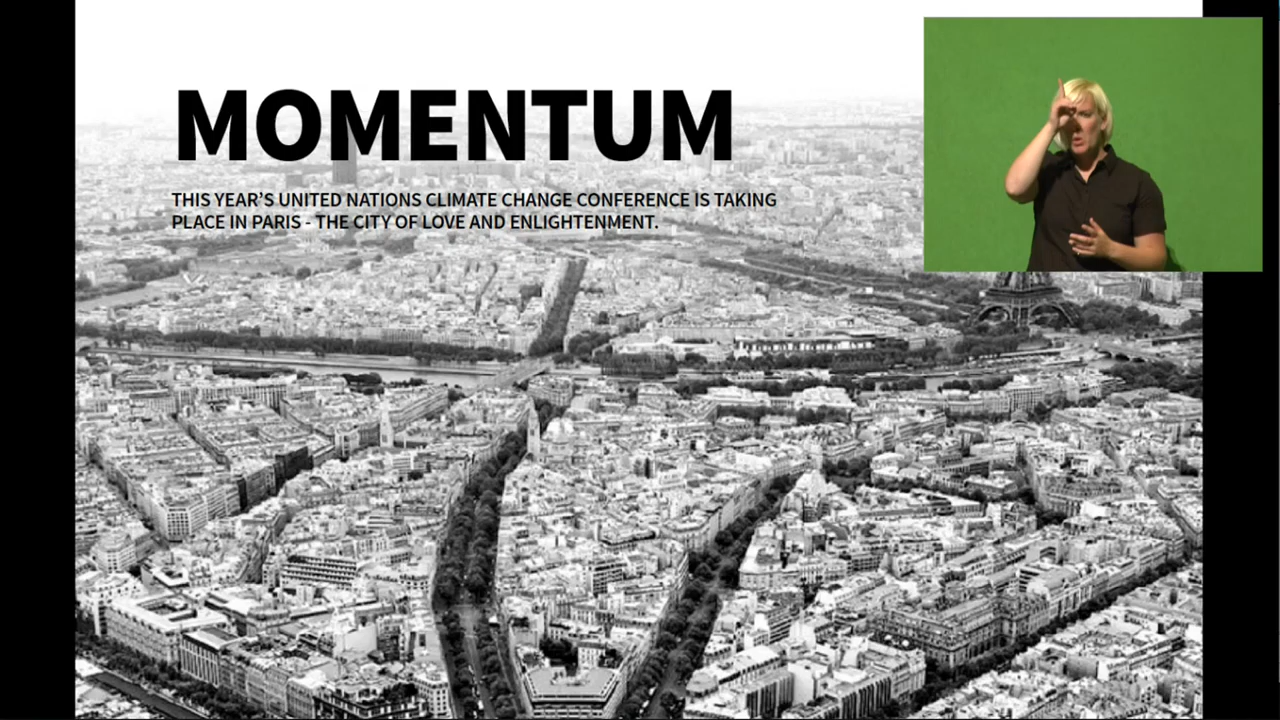 MOMENTUM
THIS YEAR’S UNITED NATIONS CLIMATE CHANGE CONFERENCE IS TAKING
PLACE IN PARIS - THE CITY OF LOVE AND ENLIGHTENMENT.